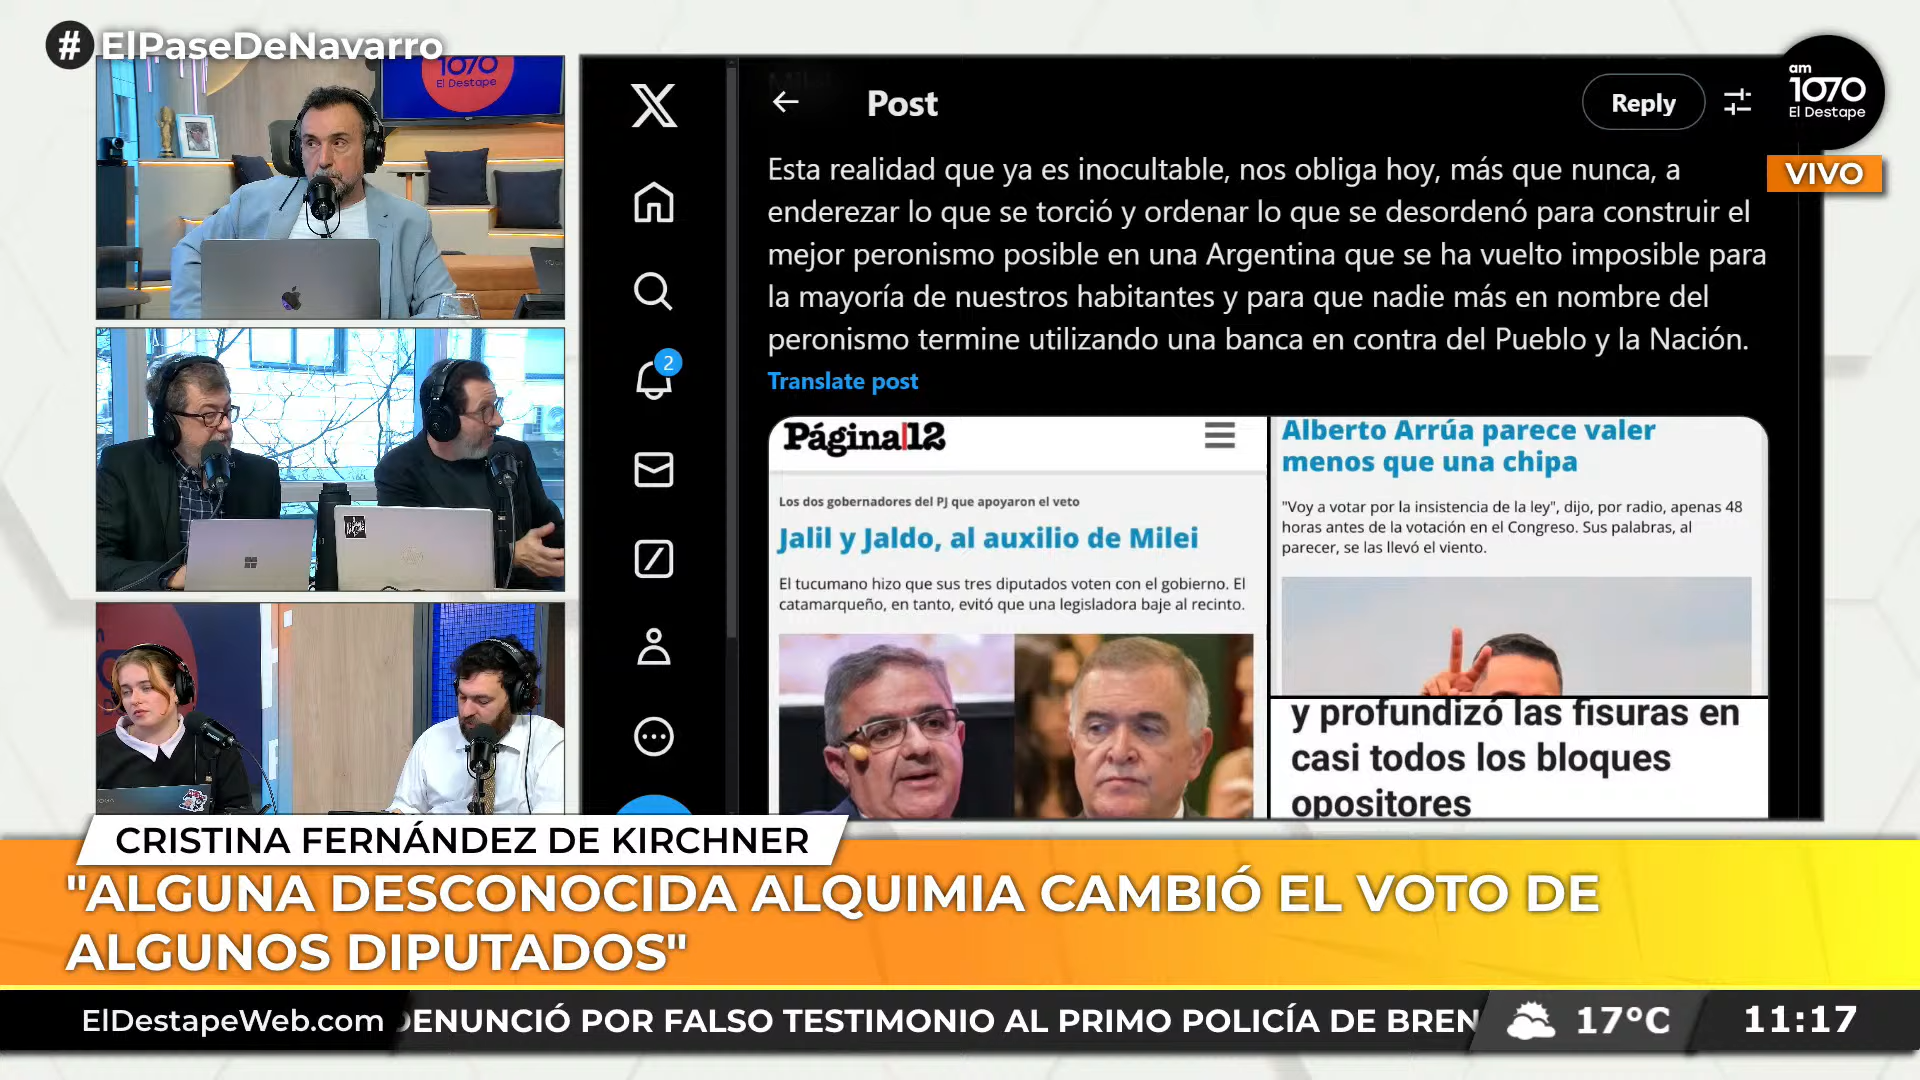 # ElPaseDeNavarro
1070
El Destape
Post
Reply
am
1070
El Destape
VIVO
Esta realidad que ya es inocultable, nos obliga hoy, más que nunca, a
enderezar lo que se torció y ordenar lo que se desordenó para construir el
mejor peronismo posible en una Argentina que se ha vuelto imposible para
la mayoría de nuestros habitantes y para que nadie más en nombre del
peronismo termine utilizando una banca en contra del Pueblo y la Nación.
Translate post
2
Página|12
Los dos gobernadores del PJ que apoyaron el veto
Jalil y Jaldo, al auxilio de Milei
El tucumano hizo que sus tres diputados voten con el gobierno. El
catamarqueño, en tanto, evitó que una legisladora baje al recinto.
Alberto Arrúa parece valer
menos que una chipa
"Voy a votar por la insistencia de la ley", dijo, por radio, apenas 48
horas antes de la votación en el Congreso. Sus palabras, al
parecer, se las llevó el viento.
y profundizó las fisuras en
casi todos los bloques
opositores
CRISTINA FERNÁNDEZ DE KIRCHNER
"ALGUNA DESCONOCIDA ALQUIMIA CAMBIÓ EL VOTO DE
ALGUNOS DIPUTADOS"
ElDestapeWeb.com
DENUNCIÓ POR FALSO TESTIMONIO AL PRIMO POLICÍA DE BREN
17°C
11:17